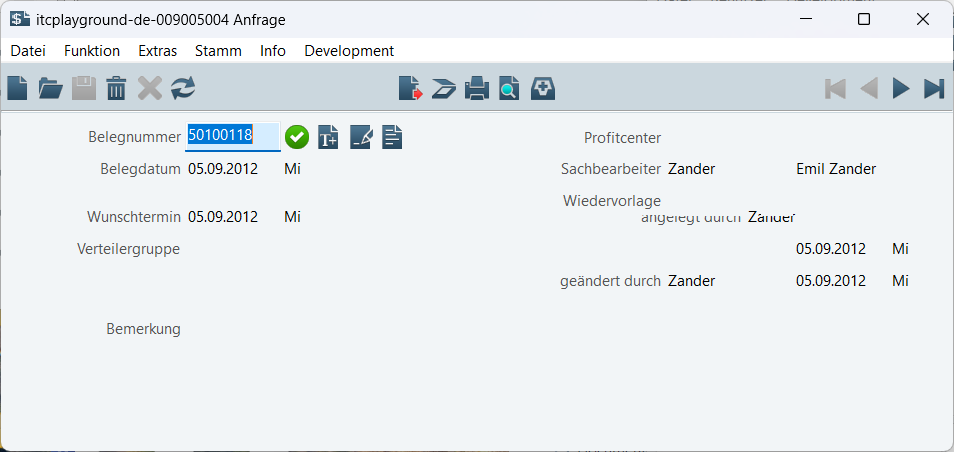 itcplayground-de-009005004 Anfrage
Datei Funktion Extras Stamm Info Development
Belegnummer 50100118 T+ Profitcenter
Belegdatum 05.09.2012 Mi Sachbearbeiter Zander Emil Zander
Wiedervorlage
Wunschtermin 05.09.2012 Mi angelegt durch Zander
Verteilergruppe 05.09.2012 Mi
geändert durch Zander 05.09.2012 Mi
Bemerkung